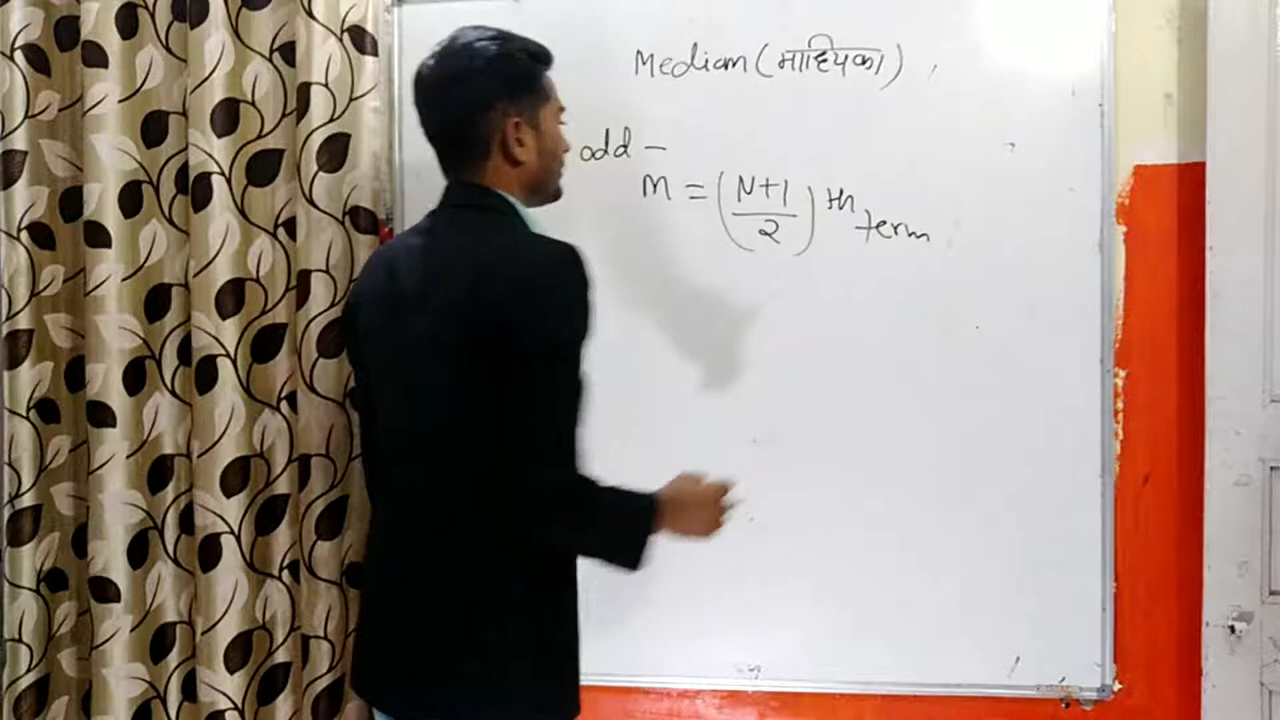 Median (माध्यिका)
odd -
M = (N+1/2)th term